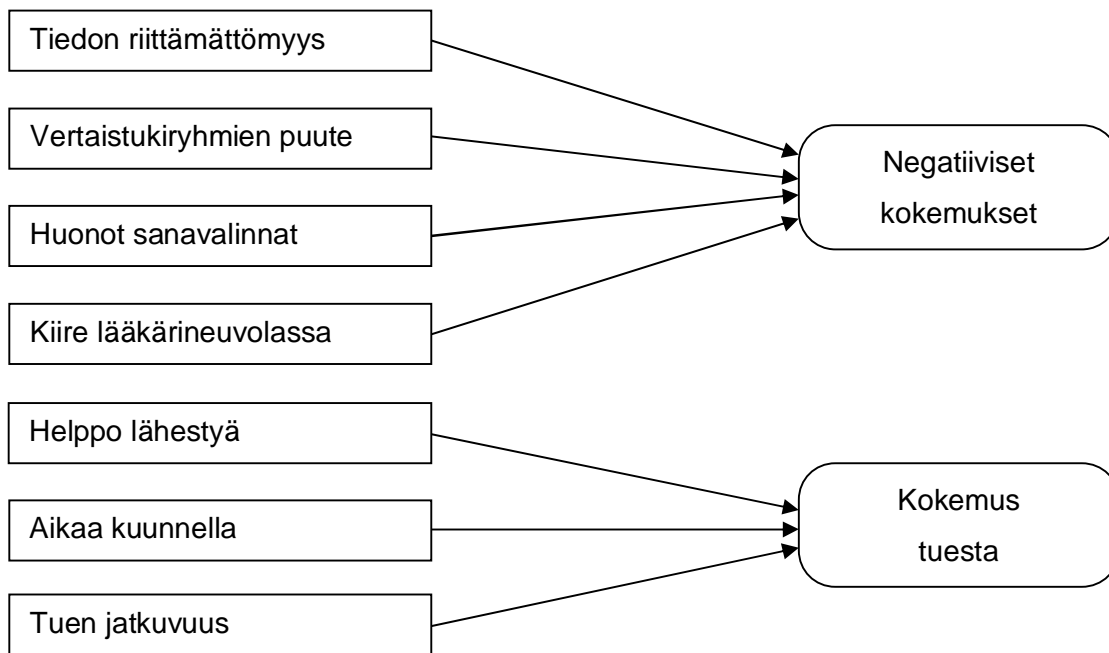 Tiedon riittämättömyys
Vertaistukiryhmien puute
Huonot sanavalinnat
Kiire lääkärineuvolassa
Negatiiviset
kokemukset
Helppo lähestyä
Aikaa kuunnella
Tuen jatkuvuus
Kokemus
tuesta